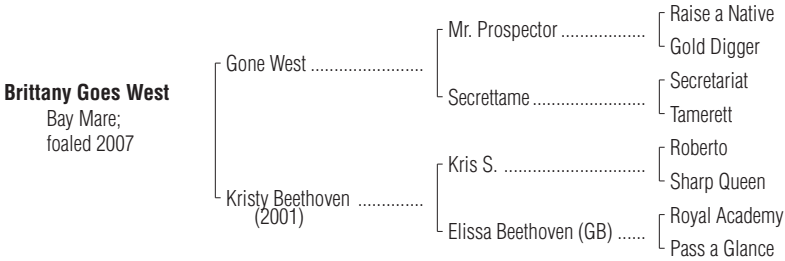 Raise a Native
Mr. Prospector ...................
Gold Digger
Gone West .........................
Secretariat
Secrettame .........................
Tamerett
Brittany Goes West
Bay Mare;
foaled 2007
Roberto
Kris S. ...............................
Sharp Queen
Kristy Beethoven ..............
(2001)
Royal Academy
Elissa Beethoven (GB) ......
Pass a Glance